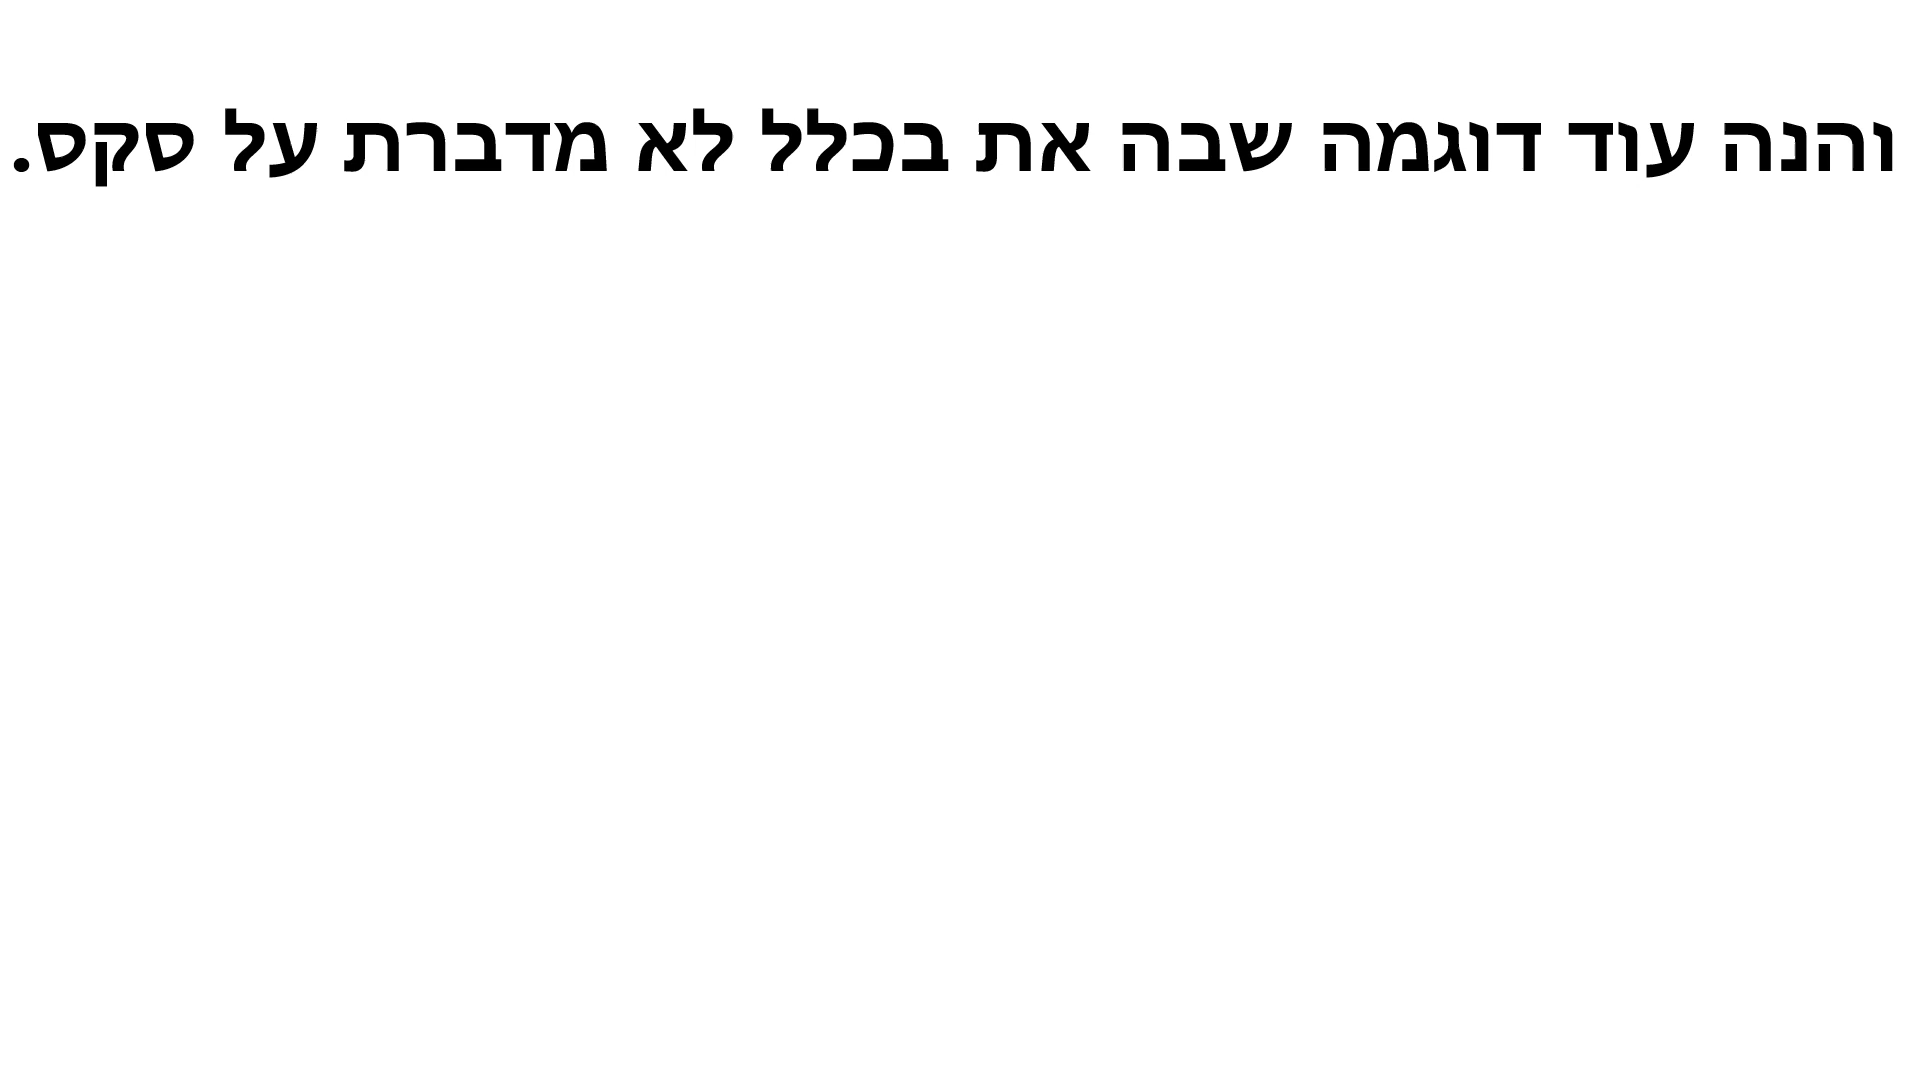 והנה עוד דוגמה שבה את בכלל לא מדברת על סקס.